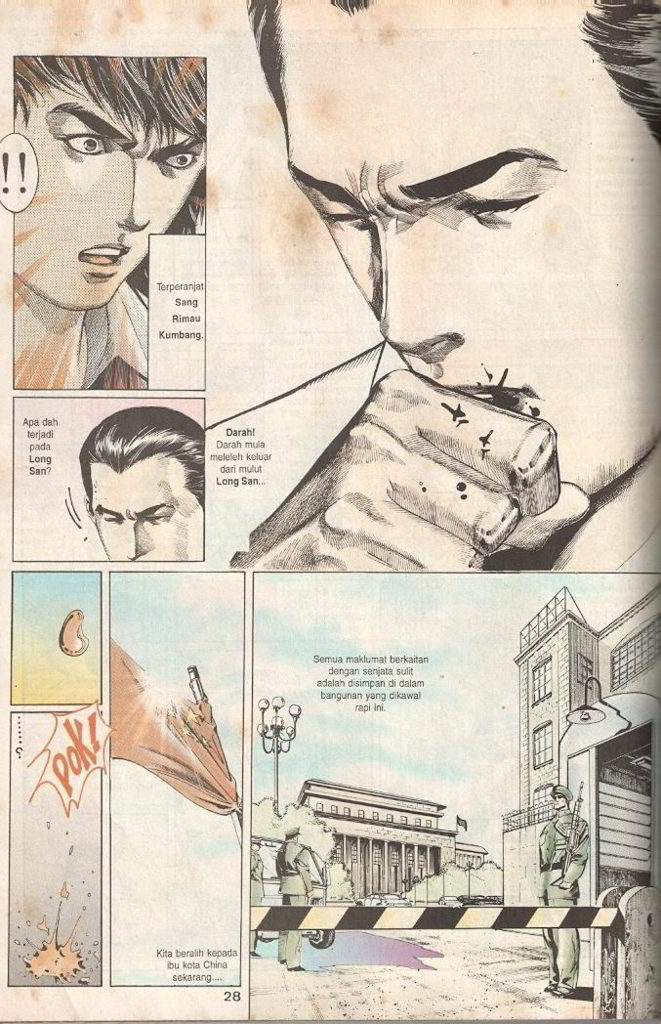 !!
Terperanjat
Sang
Rimau
Kumbang.
Apa dah
terjadi
pada
Long
San?
Darah!
Darah mula
meleleh keluar
dari mulut
Long San...
......?
POK!
Kita beralih kepada
ibu kota China
sekarang....
Semua maklumat berkaitan
dengan senjata sulit
adalah disimpan di dalam
bangunan yang dikawal
rapi ini.
28